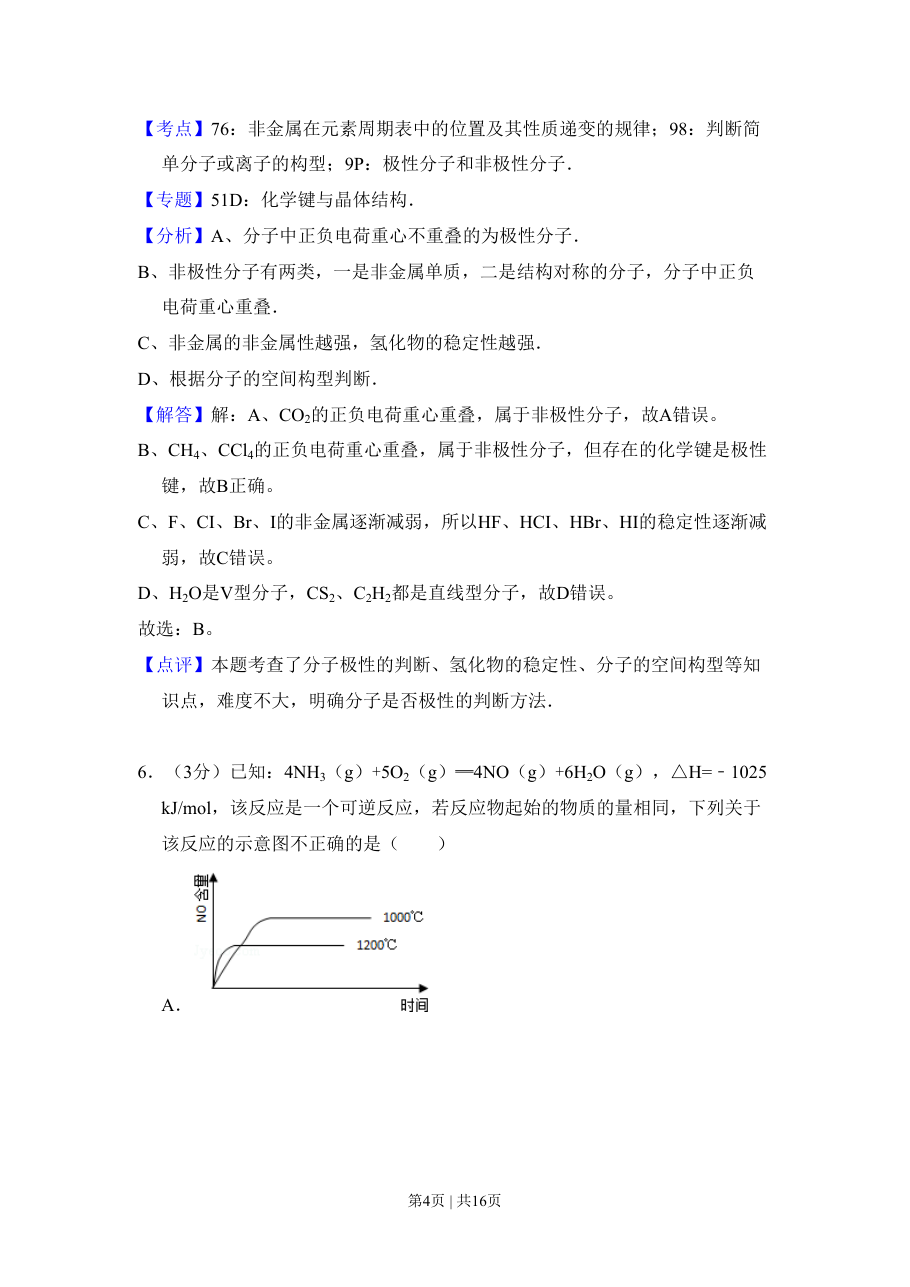 【考点】76：非金属在元素周期表中的位置及其性质递变的规律；98：判断简
单分子或离子的构型；9P：极性分子和非极性分子．
【专题】51D：化学键与晶体结构．
【分析】A、分子中正负电荷重心不重叠的为极性分子．
B、非极性分子有两类，一是非金属单质，二是结构对称的分子，分子中正负
电荷重心重叠．
C、非金属的非金属性越强，氢化物的稳定性越强．
D、根据分子的空间构型判断．
【解答】解：A、CO₂的正负电荷重心重叠，属于非极性分子，故A错误。
B、CH₄、CCl₄的正负电荷重心重叠，属于非极性分子，但存在的化学键是极性
键，故B正确。
C、F、CI、Br、I的非金属逐渐减弱，所以HF、HCI、HBr、HI的稳定性逐渐减
弱，故C错误。
D、H₂O是V型分子，CS₂、C₂H₂都是直线型分子，故D错误。
故选：B。
【点评】本题考查了分子极性的判断、氢化物的稳定性、分子的空间构型等知
识点，难度不大，明确分子是否极性的判断方法．
6．（3分）已知：4NH₃（g）+5O₂（g）═4NO（g）+6H₂O（g），△H=﹣1025
kJ/mol，该反应是一个可逆反应，若反应物起始的物质的量相同，下列关于
该反应的示意图不正确的是（　　）
NO 含量
1000℃
1200℃
时间
A．
第4页 | 共16页